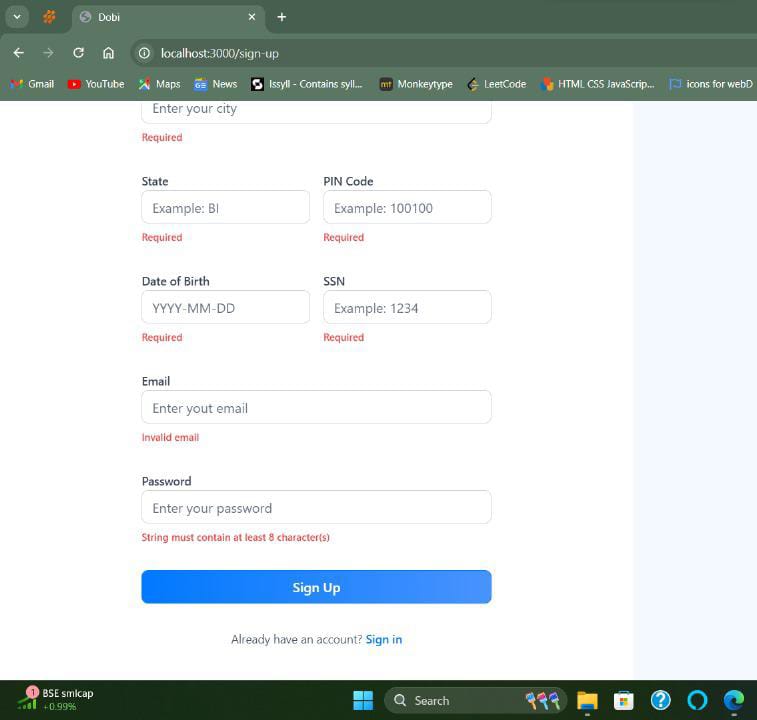 Dobi
localhost:3000/sign-up
Gmail YouTube Maps News Issyll - Contains syll... Monkeytype LeetCode HTML CSS JavaScrip... icons for webD
Enter your city
Required
State PIN Code
Example: BI Example: 100100
Required Required
Date of Birth SSN
YYYY-MM-DD Example: 1234
Required Required
Email
Enter yout email
Invalid email
Password
Enter your password
String must contain at least 8 character(s)
Sign Up
Already have an account? Sign in
1 BSE smlcap
+0.99%
Search